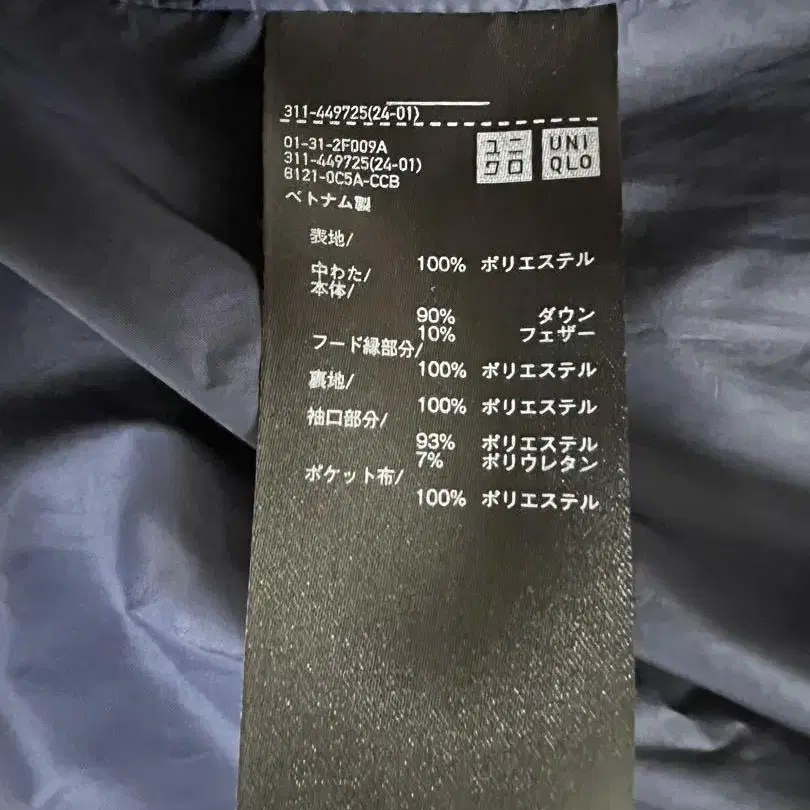 311-449725(24-01)
01-31-2F009A
311-449725(24-01)
8121-0C5A-CCB
ユニクロ
UNIQLO
ベトナム製
表地/
100% ポリエステル
中わた/
本体/
90% ダウン
10% フェザー
フード縁部分/
100% ポリエステル
裏地/
100% ポリエステル
袖口部分/
93% ポリエステル
7% ポリウレタン
ポケット布/
100% ポリエステル